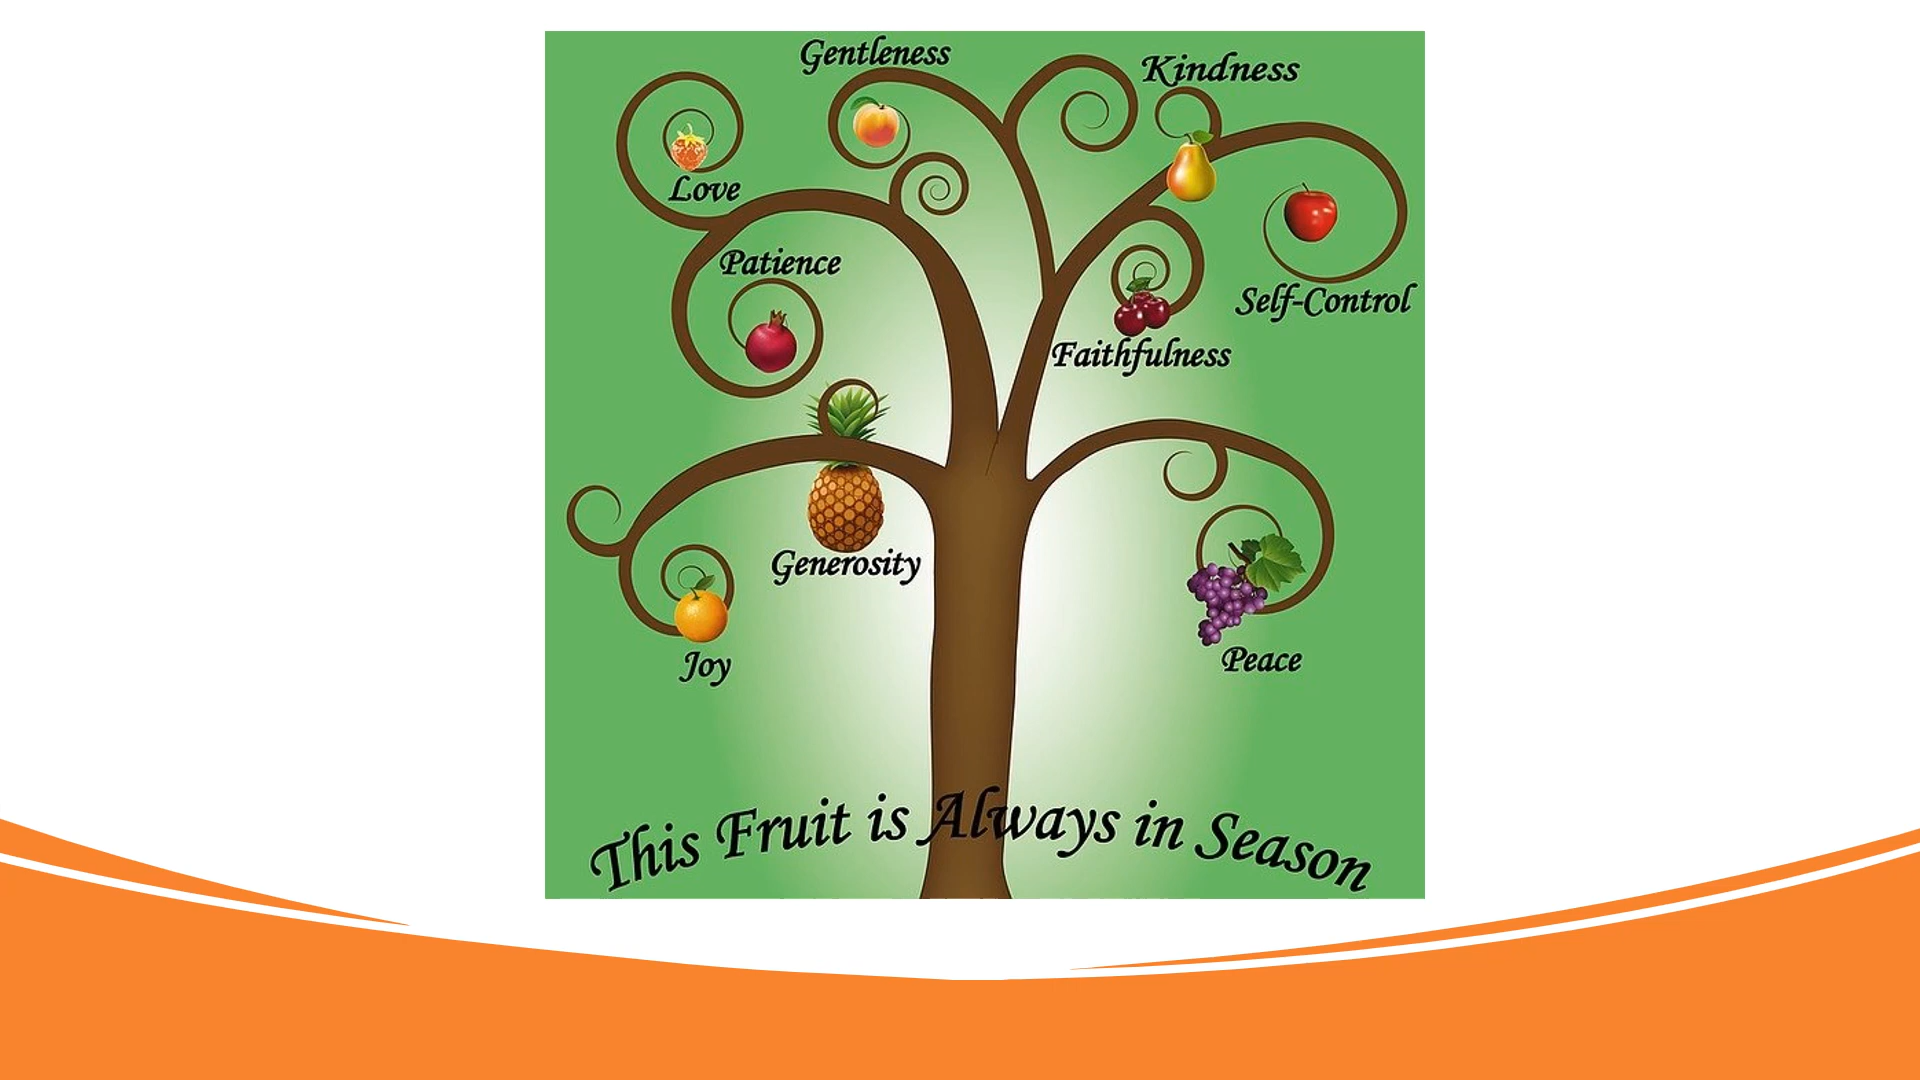 Gentleness
Kindness
Love
Patience
Self-Control
Faithfulness
Generosity
Joy
Peace
This Fruit is Always in Season